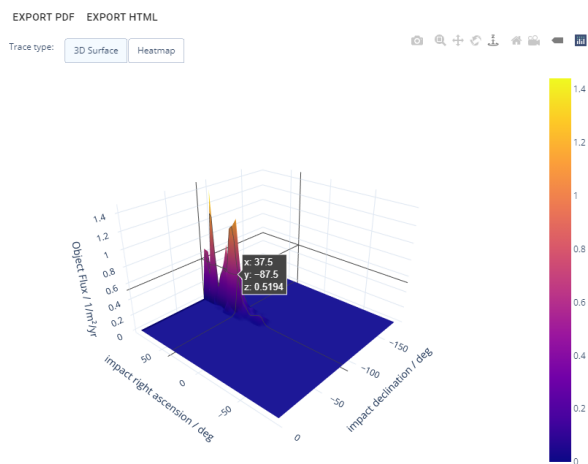 EXPORT PDF EXPORT HTML
Trace type:
3D Surface
Heatmap
1.4
1.2
1
0.8
0.6
0.4
0.2
0
Object Flux / 1/m²/yr
1.4
1.2
1
0.8
0.6
0.4
0.2
0
x: 37.5
y: −87.5
z: 0.5194
50
0
−50
impact right ascension / deg
−150
−100
−50
0
impact declination / deg